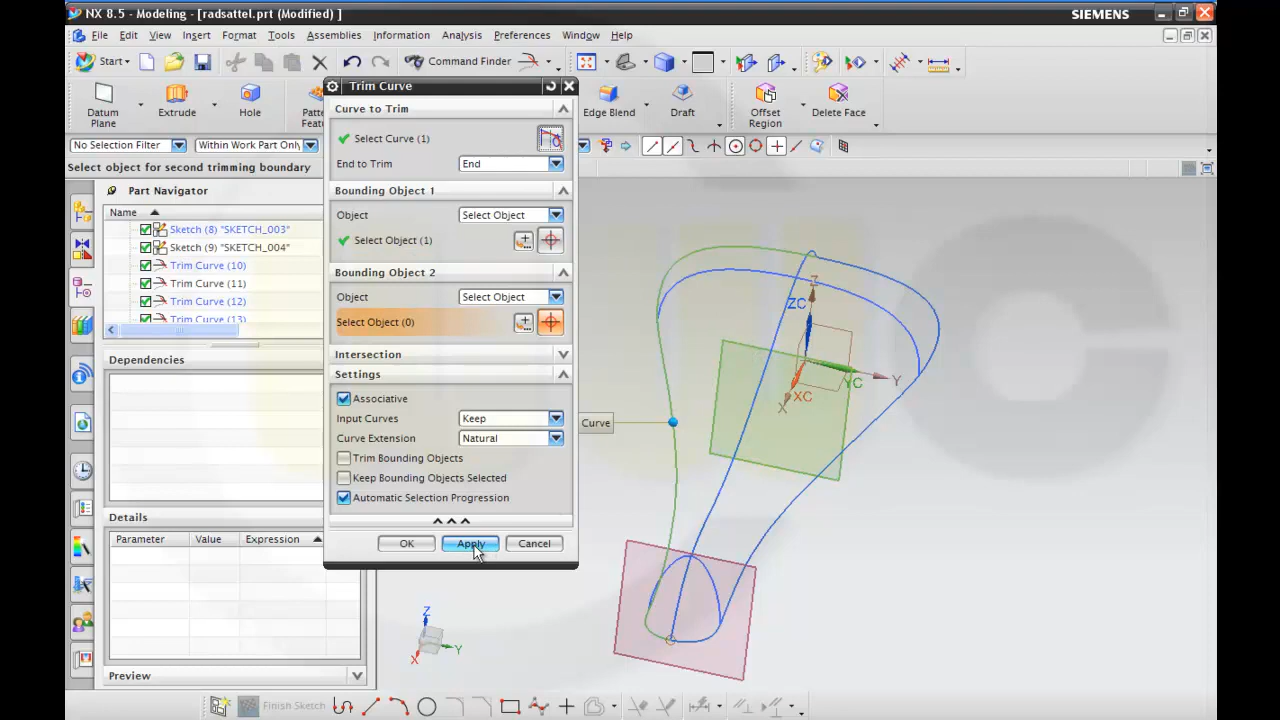 NX 8.5 - Modeling - [radsattel.prt (Modified) ]
SIEMENS
File Edit View Insert Format Tools Assemblies Information Analysis Preferences Window Help
Start
Command Finder
Trim Curve
Datum Plane
Extrude
Hole
Edge Blend
Draft
Offset Region
Delete Face
No Selection Filter
Within Work Part Only
Select object for second trimming boundary
Part Navigator
Name
Sketch (8) "SKETCH_003"
Sketch (9) "SKETCH_004"
Trim Curve (10)
Trim Curve (11)
Trim Curve (12)
Trim Curve (13)
Dependencies
Details
Parameter Value Expression
Preview
Curve to Trim
Select Curve (1)
End to Trim End
Bounding Object 1
Object Select Object
Select Object (1)
Bounding Object 2
Object Select Object
Select Object (0)
Intersection
Settings
Associative
Input Curves Keep
Curve Extension Natural
Trim Bounding Objects
Keep Bounding Objects Selected
Automatic Selection Progression
OK Apply Cancel
Curve
Z
ZC
YC
Y
XC
X
Z
Y
X
Finish Sketch